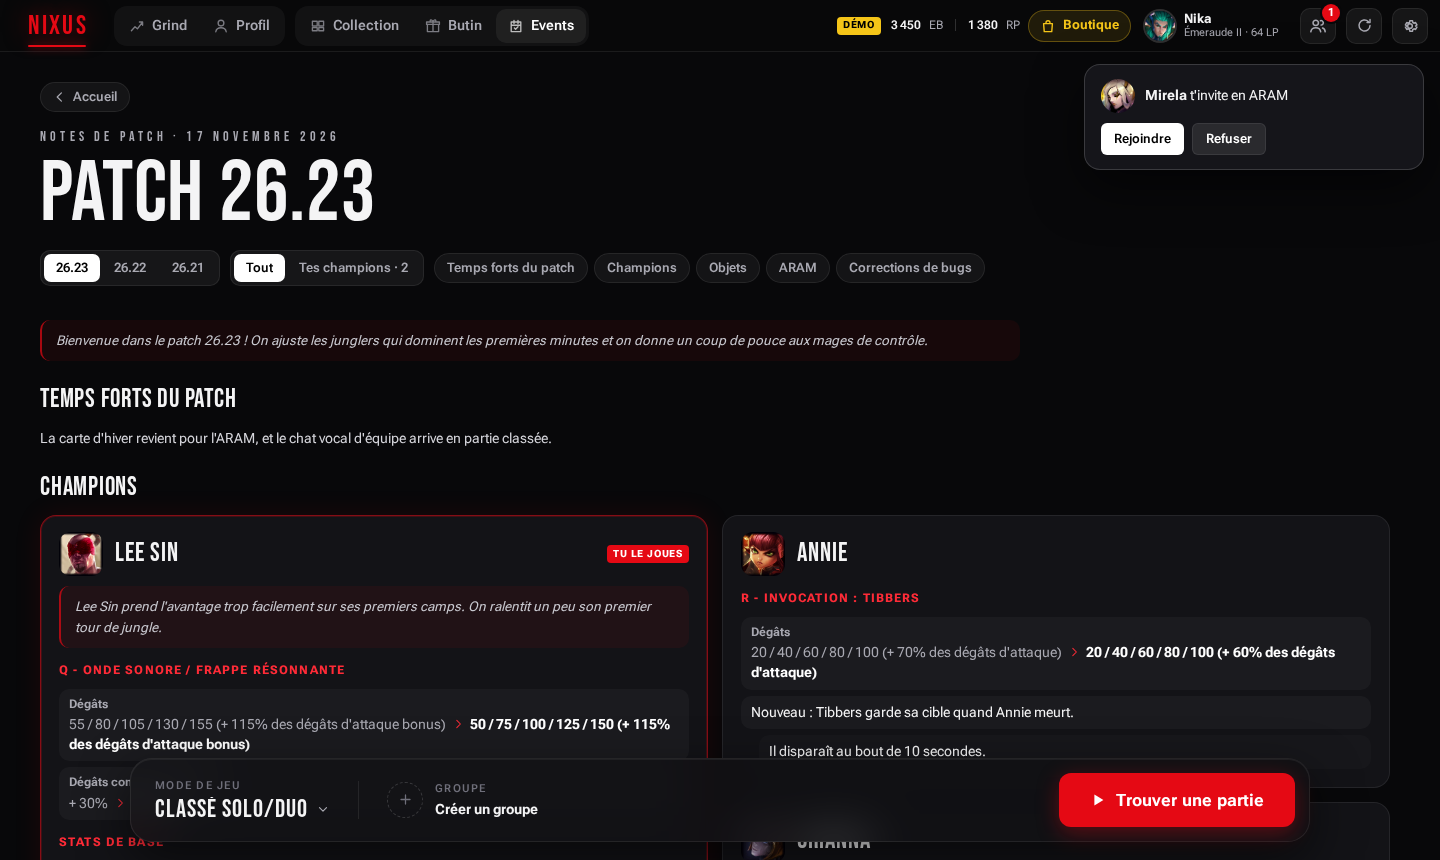 NIXUS
Grind
Profil
Collection
Butin
Events
DÉMO
3 450 EB
1 380 RP
Boutique
Nika
Émeraude II · 64 LP
1
Mirela t'invite en ARAM
Rejoindre
Refuser
Accueil
NOTES DE PATCH · 17 NOVEMBRE 2026
PATCH 26.23
26.23
26.22
26.21
Tout
Tes champions · 2
Temps forts du patch
Champions
Objets
ARAM
Corrections de bugs
Bienvenue dans le patch 26.23 ! On ajuste les junglers qui dominent les premières minutes et on donne un coup de pouce aux mages de contrôle.
TEMPS FORTS DU PATCH
La carte d'hiver revient pour l'ARAM, et le chat vocal d'équipe arrive en partie classée.
CHAMPIONS
LEE SIN
TU LE JOUES
Lee Sin prend l'avantage trop facilement sur ses premiers camps. On ralentit un peu son premier
tour de jungle.
Q - ONDE SONORE / FRAPPE RÉSONNANTE
Dégâts
55 / 80 / 105 / 130 / 155 (+ 115% des dégâts d'attaque bonus) > 50 / 75 / 100 / 125 / 150 (+ 115%
des dégâts d'attaque bonus)
Dégâts
+ 30% >
STATS DE BASE
ANNIE
R - INVOCATION : TIBBERS
Dégâts
20 / 40 / 60 / 80 / 100 (+ 70% des dégâts d'attaque) > 20 / 40 / 60 / 80 / 100 (+ 60% des dégâts
d'attaque)
Nouveau : Tibbers garde sa cible quand Annie meurt.
Il disparaît au bout de 10 secondes.
ORIANNA
MODE DE JEU
CLASSÉ SOLO/DUO
GROUPE
Créer un groupe
Trouver une partie